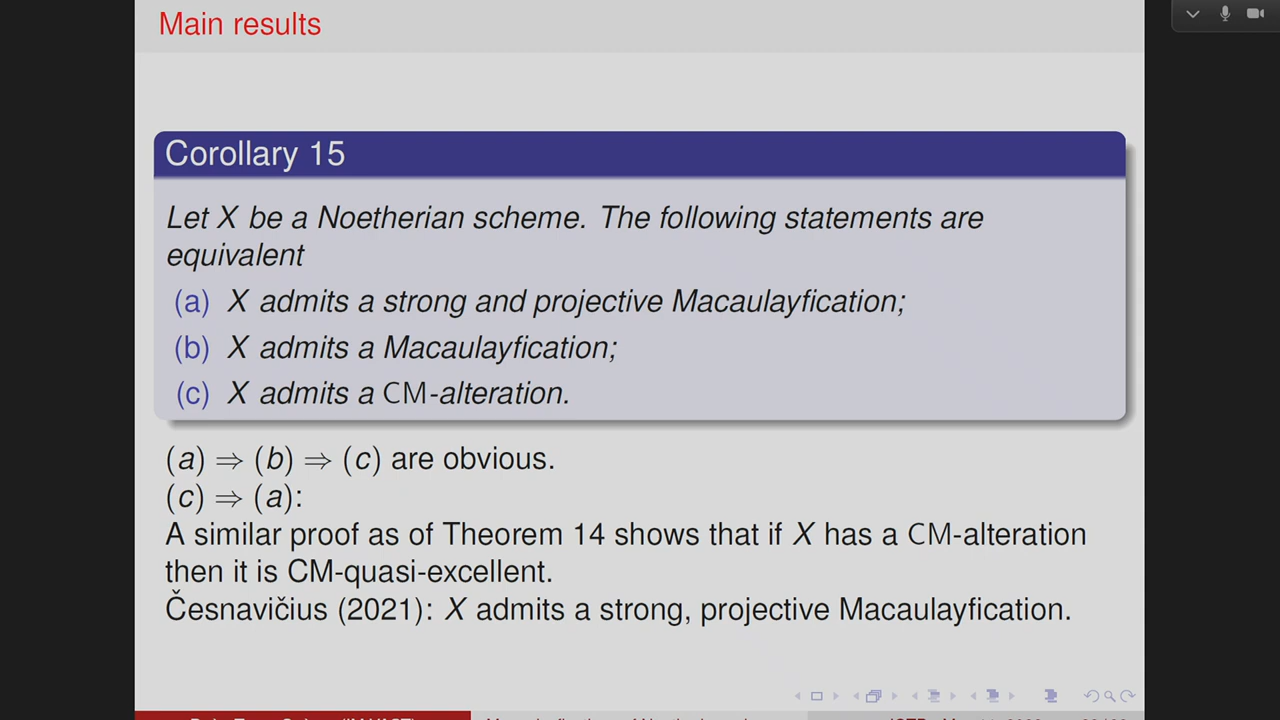 Main results
Corollary 15
Let X be a Noetherian scheme. The following statements are
equivalent
(a) X admits a strong and projective Macaulayfication;
(b) X admits a Macaulayfication;
(c) X admits a CM-alteration.
(a) ⇒ (b) ⇒ (c) are obvious.
(c) ⇒ (a):
A similar proof as of Theorem 14 shows that if X has a CM-alteration
then it is CM-quasi-excellent.
Česnavičius (2021): X admits a strong, projective Macaulayfication.